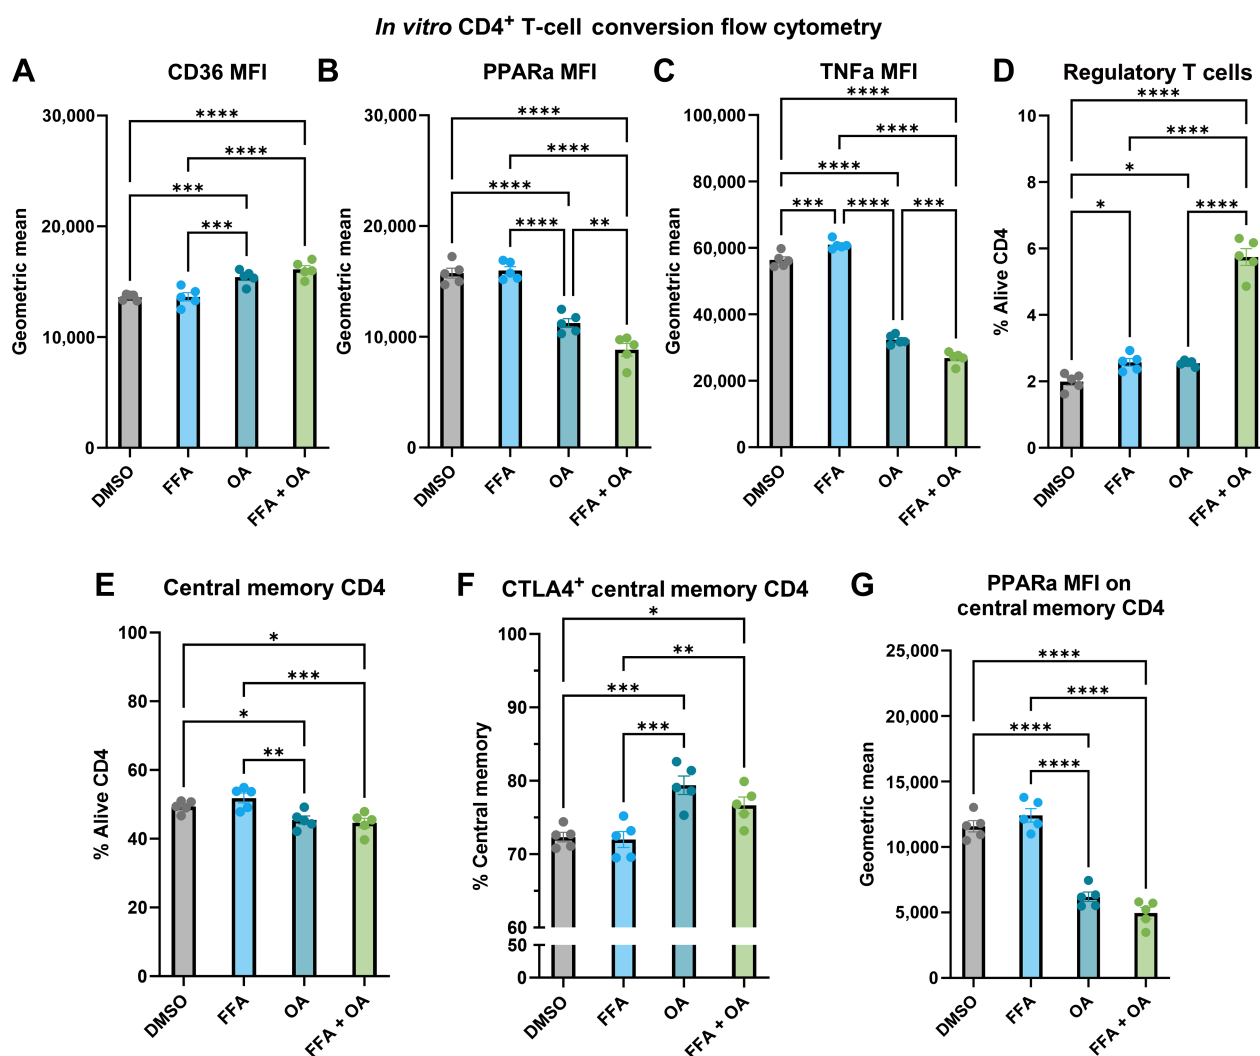 In vitro CD4+ T-cell conversion flow cytometry
A CD36 MFI
Geometric mean
30,000
20,000
10,000
0
****
****
***
***
DMSO FFA OA FFA + OA
B PPARa MFI
Geometric mean
30,000
20,000
10,000
0
****
****
****
**** **
DMSO FFA OA FFA + OA
C TNFa MFI
Geometric mean
100,000
80,000
60,000
40,000
20,000
0
****
****
****
*** **** ***
DMSO FFA OA FFA + OA
D Regulatory T cells
% Alive CD4
10
8
6
4
2
0
****
****
*
* ****
DMSO FFA OA FFA + OA
E Central memory CD4
% Alive CD4
100
80
60
40
20
0
*
***
*
**
DMSO FFA OA FFA + OA
F CTLA4+ central memory CD4
% Central memory
100
90
80
70
60
50
0
*
**
***
***
DMSO FFA OA FFA + OA
G PPARa MFI on
central memory CD4
Geometric mean
25,000
20,000
15,000
10,000
5,000
0
****
****
****
****
DMSO FFA OA FFA + OA